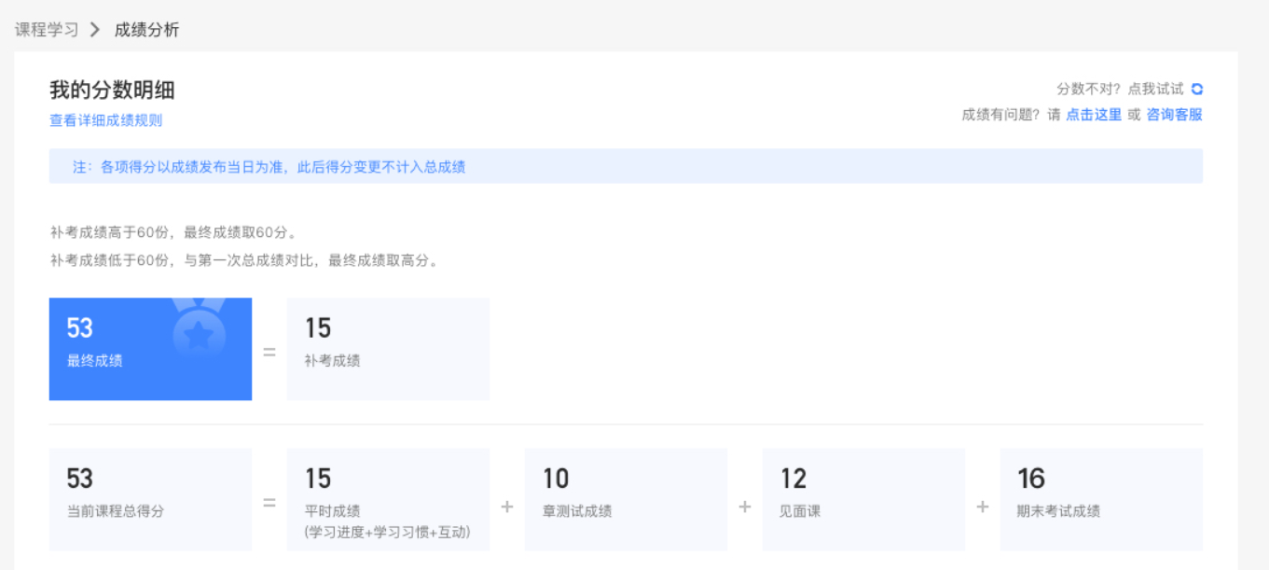 课程学习 > 成绩分析
我的分数明细
分数不对？点我试试
查看详细成绩规则
成绩有问题？请 点击这里 或 咨询客服
注：各项得分以成绩发布当日为准，此后得分变更不计入总成绩
补考成绩高于60份，最终成绩取60分。
补考成绩低于60份，与第一次总成绩对比，最终成绩取高分。
53
最终成绩
=
15
补考成绩
53
当前课程总得分
=
15
平时成绩
(学习进度+学习习惯+互动)
+
10
章测试成绩
+
12
见面课
+
16
期末考试成绩